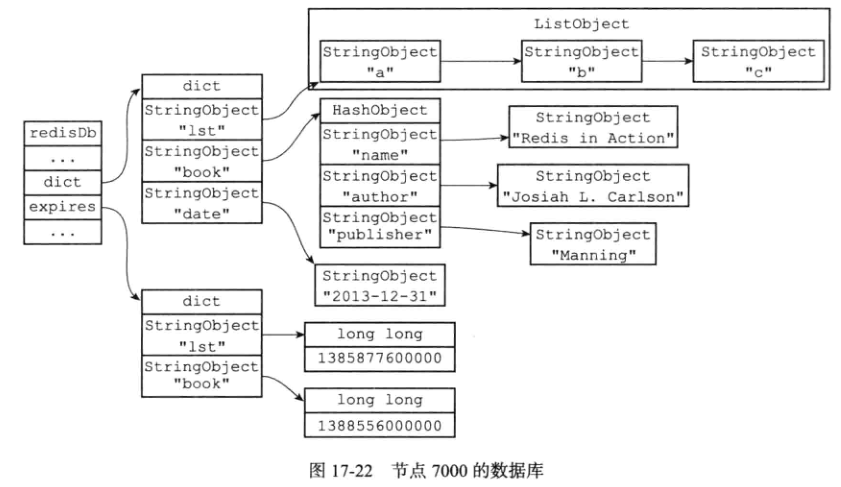 ListObject
StringObject
"a"
StringObject
"b"
StringObject
"c"
redisDb
...
dict
expires
...
dict
StringObject
"lst"
StringObject
"book"
StringObject
"date"
HashObject
StringObject
"name"
StringObject
"author"
StringObject
"publisher"
StringObject
"Redis in Action"
StringObject
"Josiah L. Carlson"
StringObject
"Manning"
StringObject
"2013-12-31"
dict
StringObject
"lst"
StringObject
"book"
long long
1385877600000
long long
1388556000000
图 17-22 节点 7000 的数据库